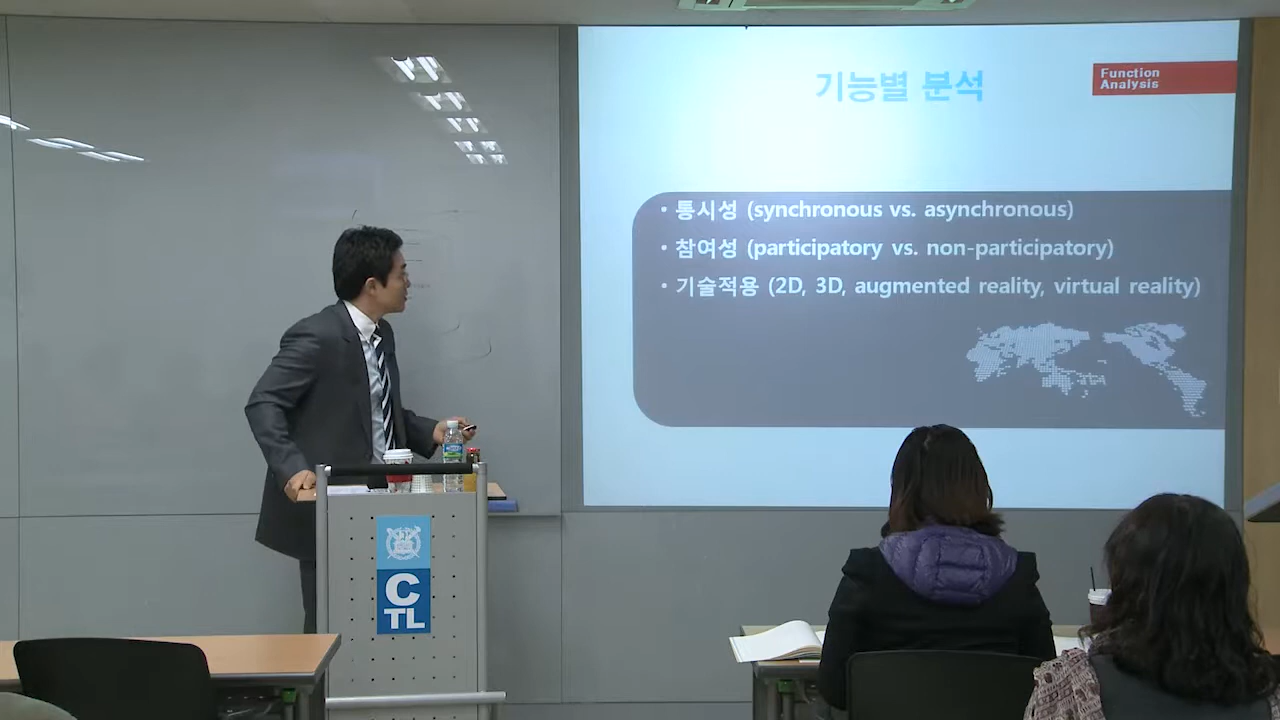 기능별 분석
Function
Analysis
• 통시성 (synchronous vs. asynchronous)
• 참여성 (participatory vs. non-participatory)
• 기술적용 (2D, 3D, augmented reality, virtual reality)
C
TL